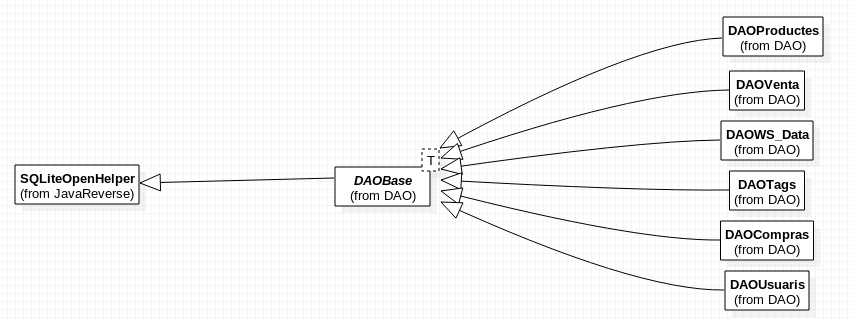 SQLiteOpenHelper
(from JavaReverse)
T
DAOBase
(from DAO)
DAOProductes
(from DAO)
DAOVenta
(from DAO)
DAOWS_Data
(from DAO)
DAOTags
(from DAO)
DAOCompras
(from DAO)
DAOUsuaris
(from DAO)